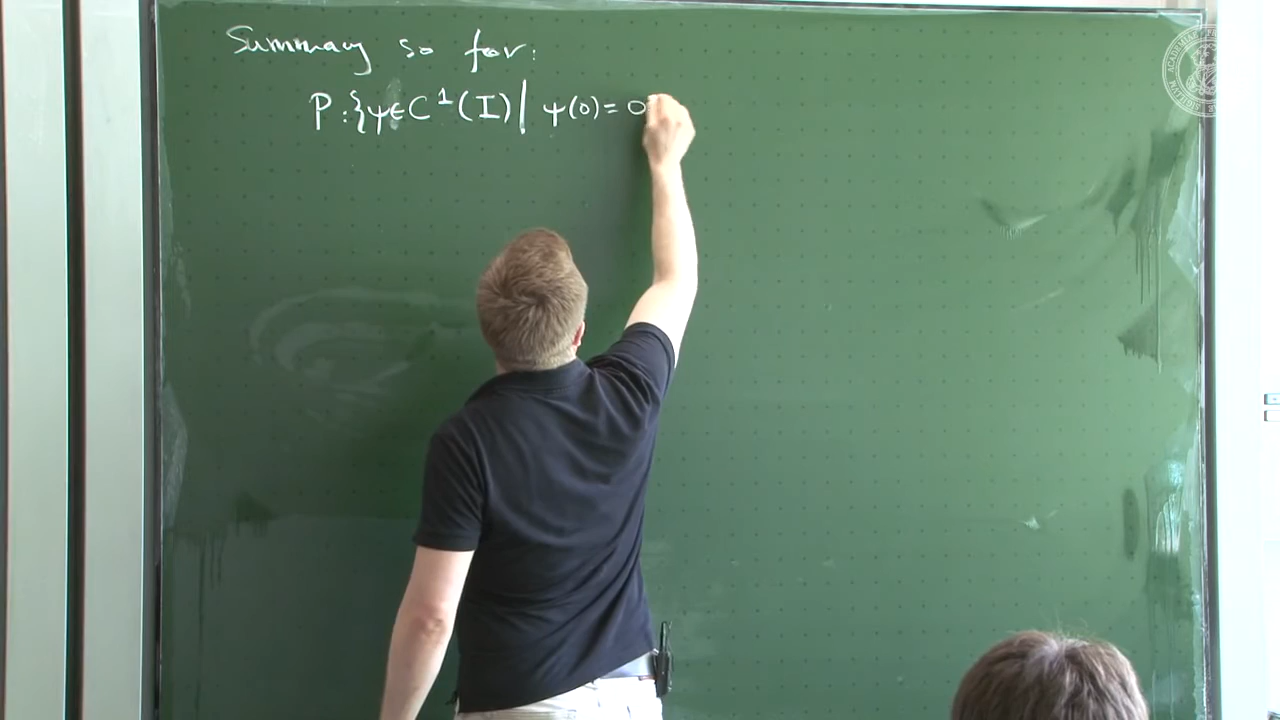 Summary so far:
P:{ψ∈C¹(I)| ψ(0)=0